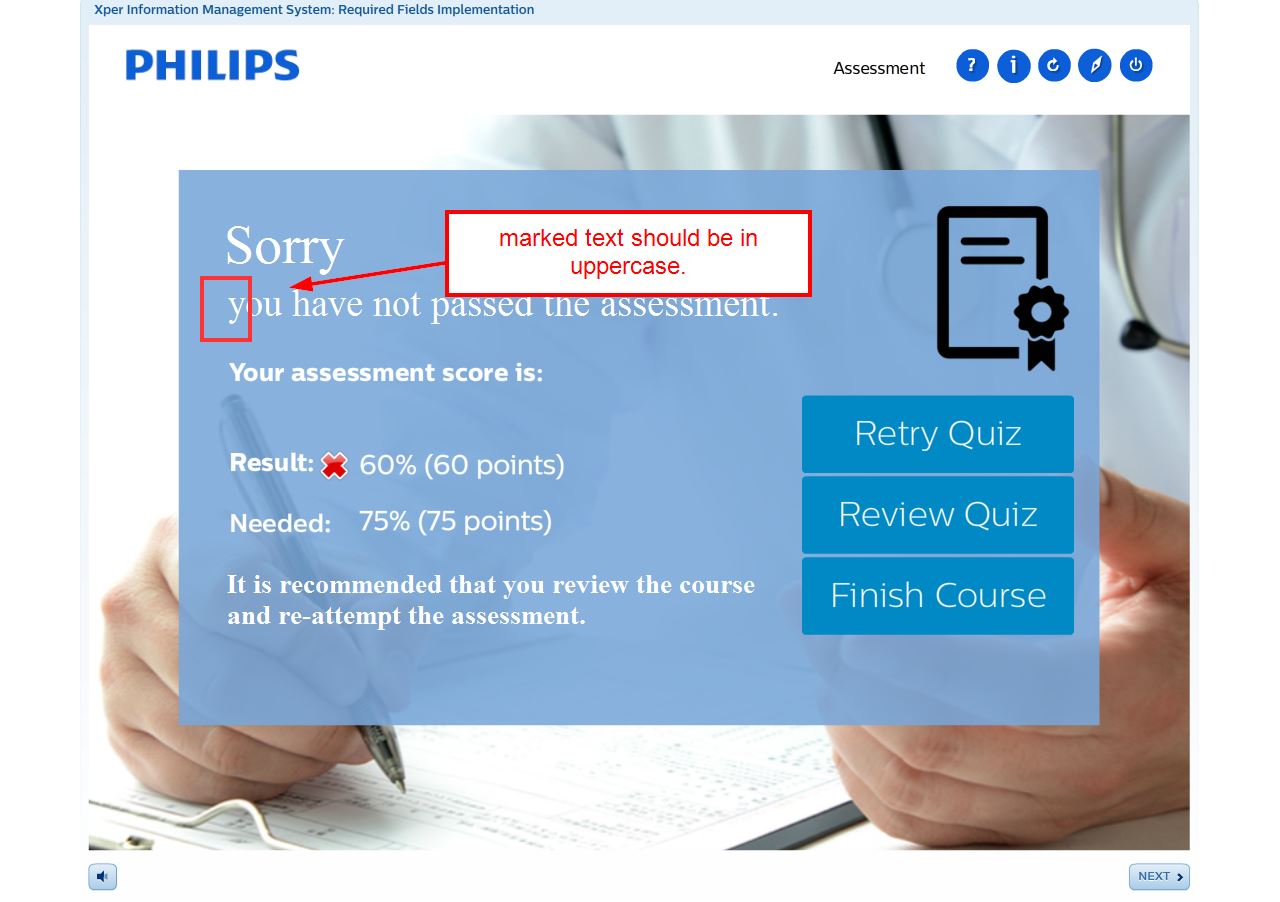 Xper Information Management System: Required Fields Implementation
PHILIPS
Assessment
?
i
Sorry
marked text should be in
uppercase.
you have not passed the assessment.
Your assessment score is:
Result: 60% (60 points)
Needed: 75% (75 points)
It is recommended that you review the course
and re-attempt the assessment.
Retry Quiz
Review Quiz
Finish Course
NEXT